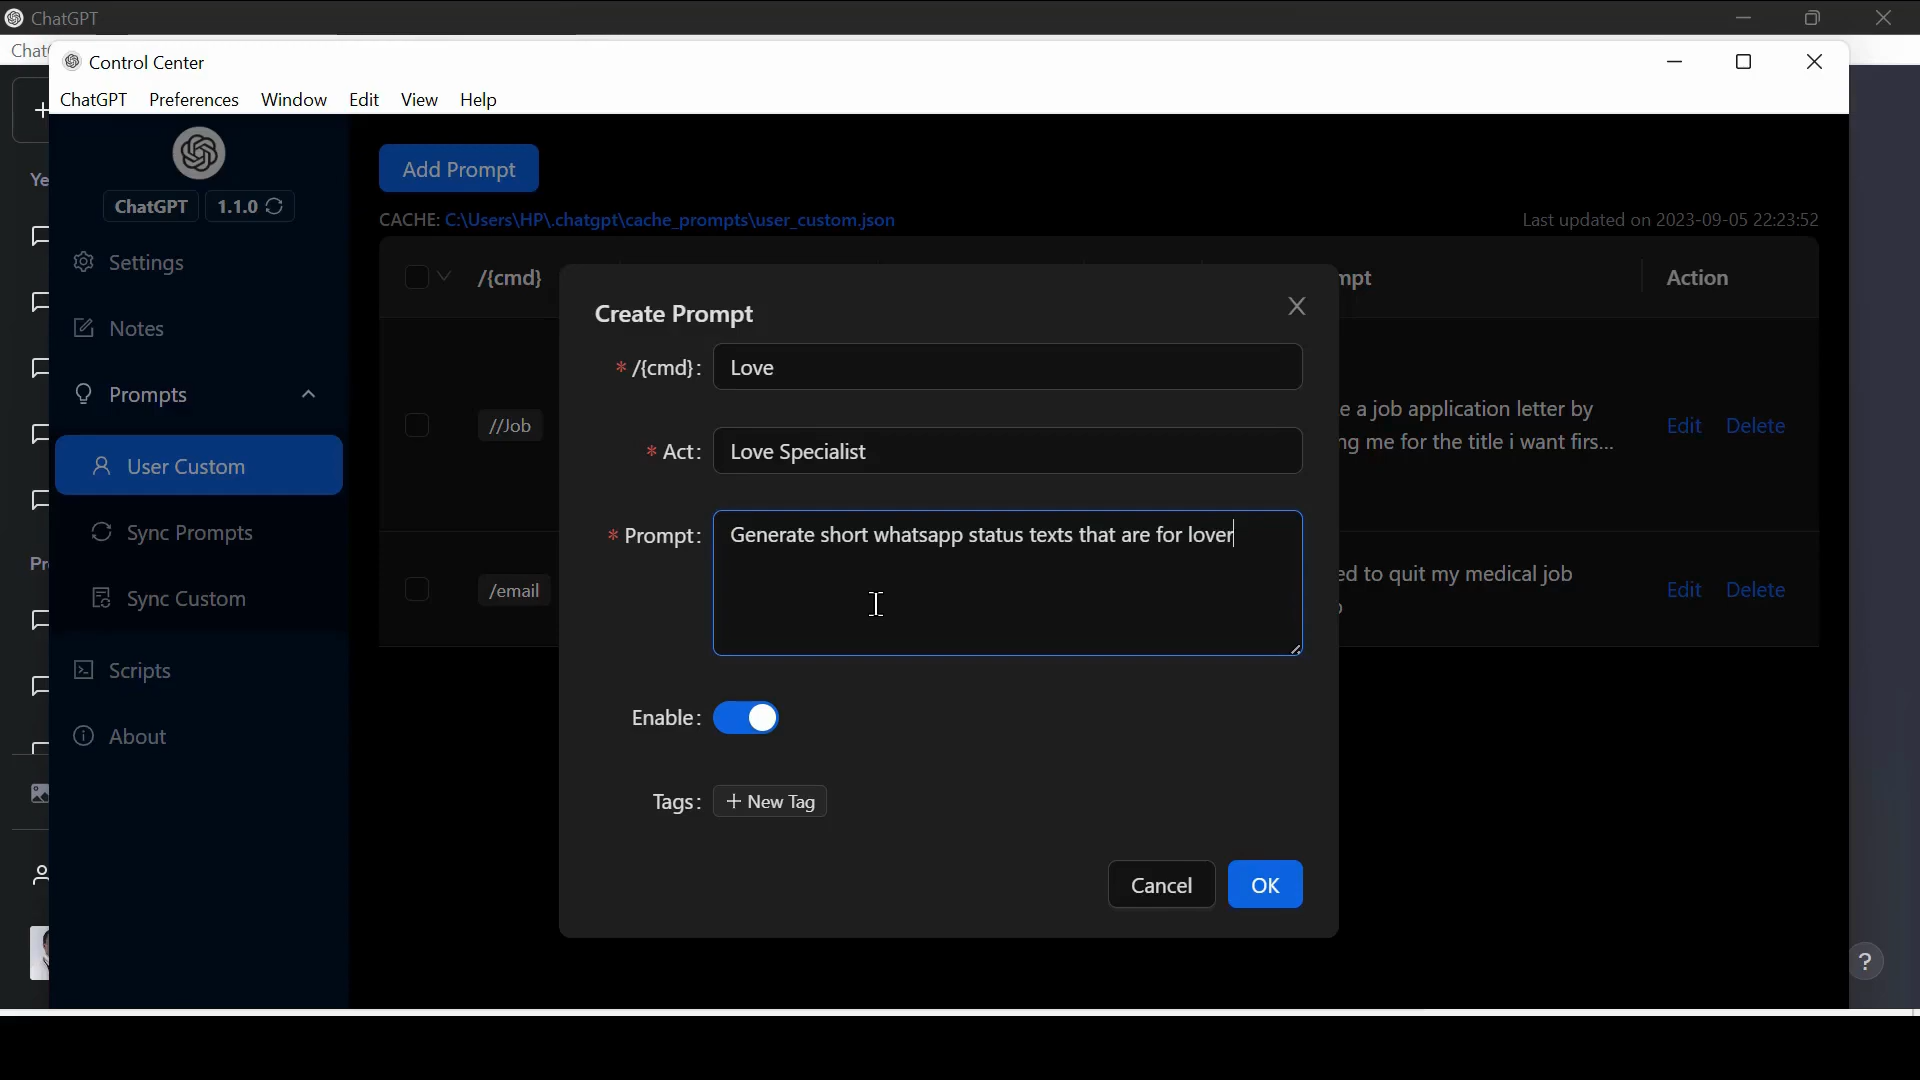 ChatGPT
Chat
Control Center
ChatGPT Preferences Window Edit View Help
ChatGPT 1.1.0
Settings
Notes
Prompts
User Custom
Sync Prompts
Sync Custom
Scripts
About
Ye
Pr
Add Prompt
CACHE: C:\Users\HP\.chatgpt\cache_prompts\user_custom.json
Last updated on 2023-09-05 22:23:52
/{cmd}
mpt
Action
//Job
e a job application letter by
ng me for the title i want firs...
Edit Delete
/email
ed to quit my medical job
Edit Delete
Create Prompt
* /{cmd}: Love
* Act: Love Specialist
* Prompt: Generate short whatsapp status texts that are for lover
Enable:
Tags: + New Tag
Cancel OK
?